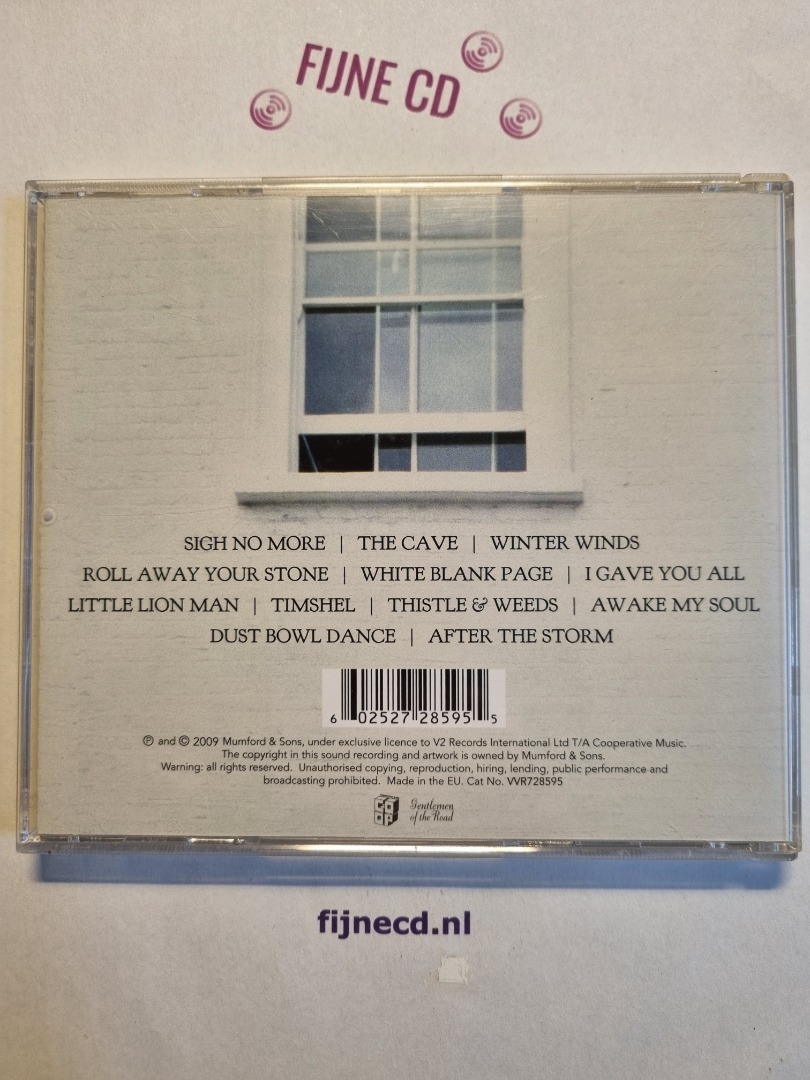 FIJNE CD
SIGH NO MORE | THE CAVE | WINTER WINDS
ROLL AWAY YOUR STONE | WHITE BLANK PAGE | I GAVE YOU ALL
LITTLE LION MAN | TIMSHEL | THISTLE & WEEDS | AWAKE MY SOUL
DUST BOWL DANCE | AFTER THE STORM
6 02527 28595 5
℗ and © 2009 Mumford & Sons, under exclusive licence to V2 Records International Ltd T/A Cooperative Music.
The copyright in this sound recording and artwork is owned by Mumford & Sons.
Warning: all rights reserved. Unauthorised copying, reproduction, hiring, lending, public performance and
broadcasting prohibited. Made in the EU. Cat No. VVR728595
CO
OP
Gentlemen
of the Road
fijnecd.nl